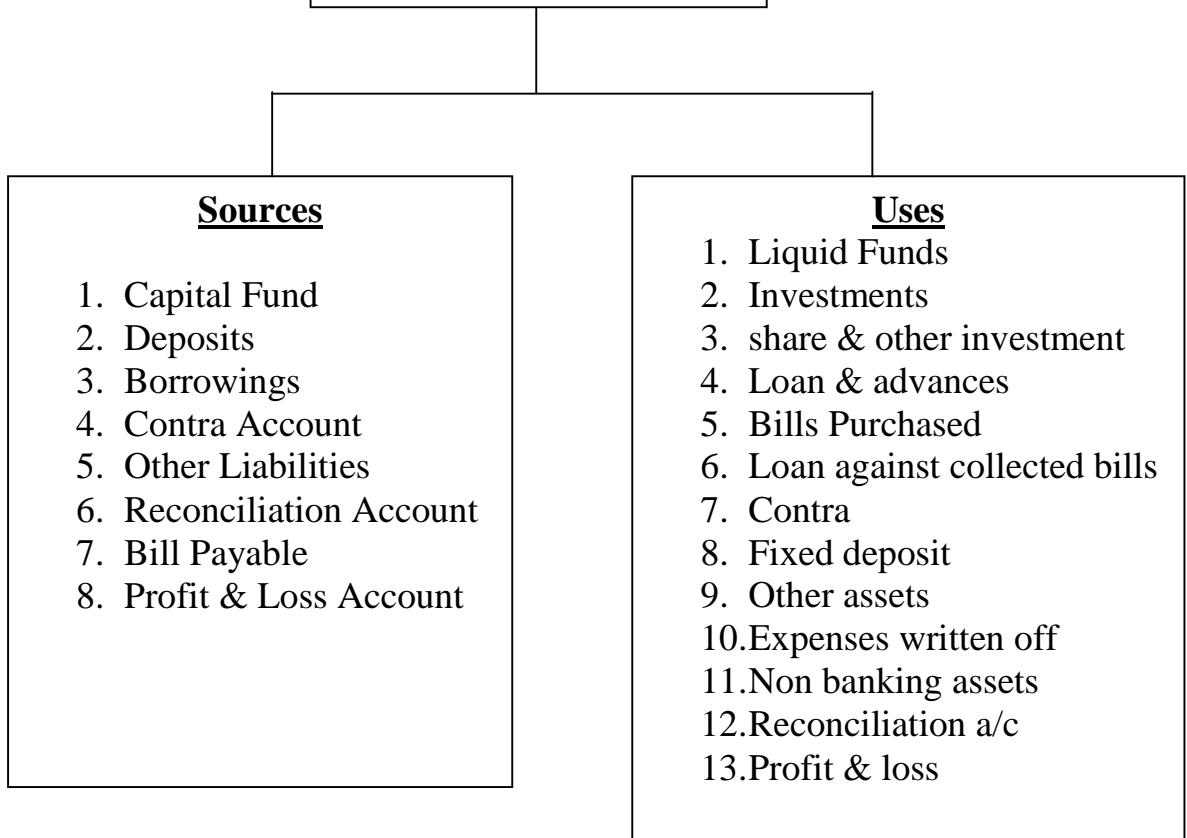 Sources
1. Capital Fund
2. Deposits
3. Borrowings
4. Contra Account
5. Other Liabilities
6. Reconciliation Account
7. Bill Payable
8. Profit & Loss Account
Uses
1. Liquid Funds
2. Investments
3. share & other investment
4. Loan & advances
5. Bills Purchased
6. Loan against collected bills
7. Contra
8. Fixed deposit
9. Other assets
10.Expenses written off
11.Non banking assets
12.Reconciliation a/c
13.Profit & loss